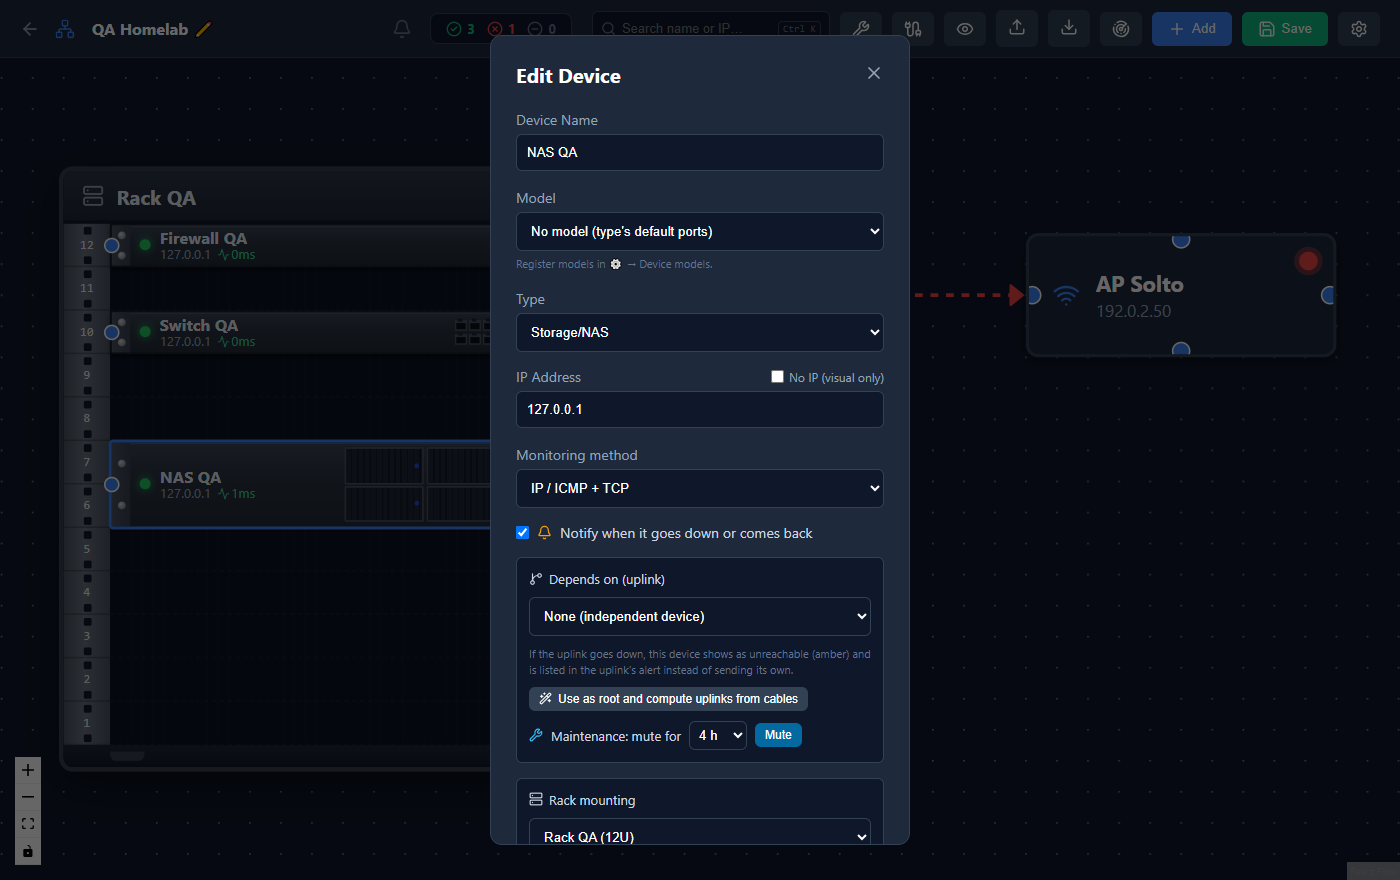 QA Homelab
3
1
0
Search name or IP...
Ctrl K
Add
Save
Edit Device
Device Name
NAS QA
Model
No model (type's default ports)
Register models in → Device models.
Type
Storage/NAS
IP Address
No IP (visual only)
127.0.0.1
Monitoring method
IP / ICMP + TCP
Notify when it goes down or comes back
Depends on (uplink)
None (independent device)
If the uplink goes down, this device shows as unreachable (amber) and
is listed in the uplink's alert instead of sending its own.
Use as root and compute uplinks from cables
Maintenance: mute for
4 h
Mute
Rack mounting
Rack QA (12U)
Rack QA
12
Firewall QA
127.0.0.1
0ms
11
10
Switch QA
127.0.0.1
0ms
9
8
7
NAS QA
127.0.0.1
1ms
6
5
4
3
2
1
AP Solto
192.0.2.50